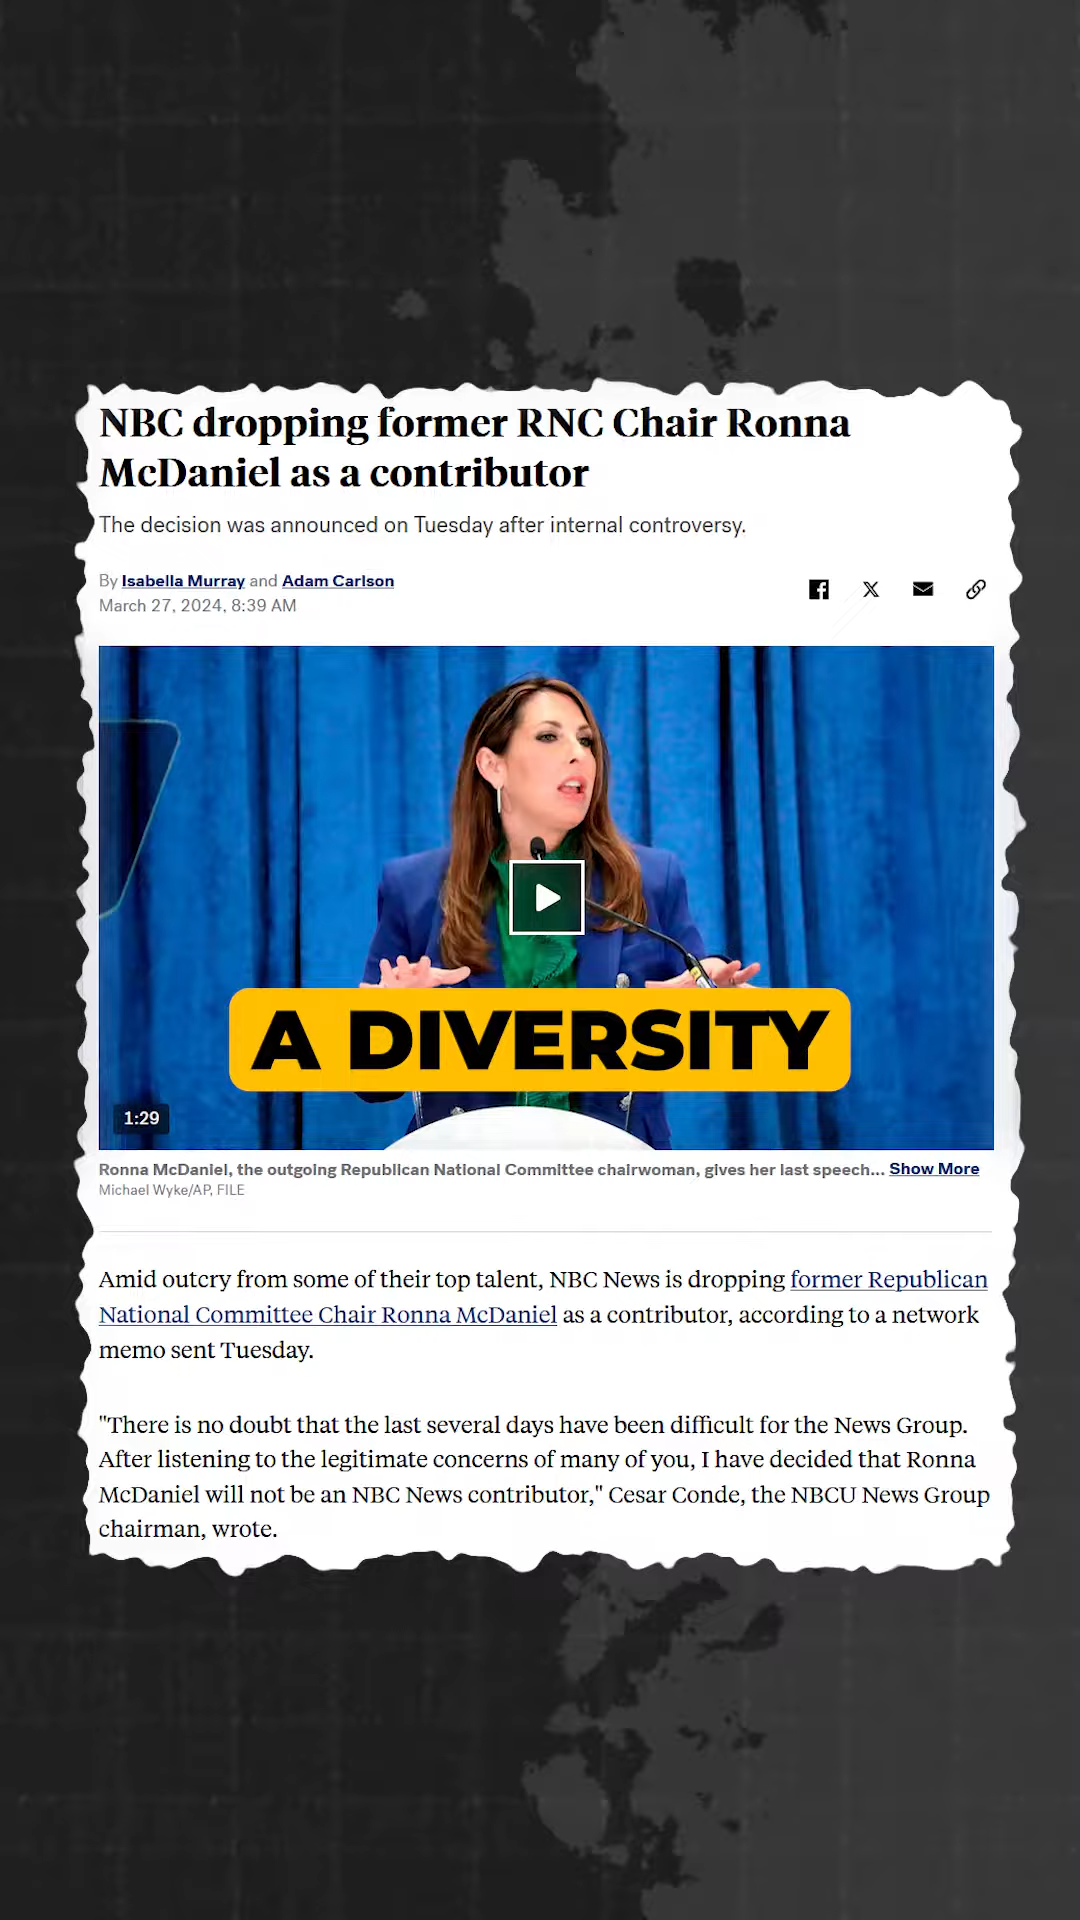 NBC dropping former RNC Chair Ronna
McDaniel as a contributor
The decision was announced on Tuesday after internal controversy.
By Isabella Murray and Adam Carlson
March 27, 2024, 8:39 AM
A DIVERSITY
1:29
Ronna McDaniel, the outgoing Republican National Committee chairwoman, gives her last speech... Show More
Michael Wyke/AP, FILE
Amid outcry from some of their top talent, NBC News is dropping former Republican
National Committee Chair Ronna McDaniel as a contributor, according to a network
memo sent Tuesday.
"There is no doubt that the last several days have been difficult for the News Group.
After listening to the legitimate concerns of many of you, I have decided that Ronna
McDaniel will not be an NBC News contributor," Cesar Conde, the NBCU News Group
chairman, wrote.